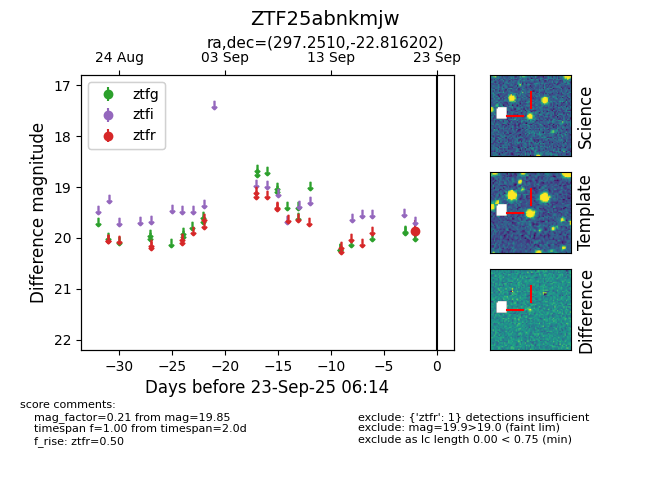 ZTF25abnkmjw
ra,dec=(297.2510,-22.816202)
24 Aug 03 Sep 13 Sep 23 Sep
17
18
19
20
21
22
Difference magnitude
ztfg
ztfi
ztfr
−30 −25 −20 −15 −10 −5 0
Days before 23-Sep-25 06:14
Science
Template
Difference
score comments:
mag_factor=0.21 from mag=19.85
timespan f=1.00 from timespan=2.0d
f_rise: ztfr=0.50
exclude: {'ztfr': 1} detections insufficient
exclude: mag=19.9>19.0 (faint lim)
exclude as lc length 0.00 < 0.75 (min)